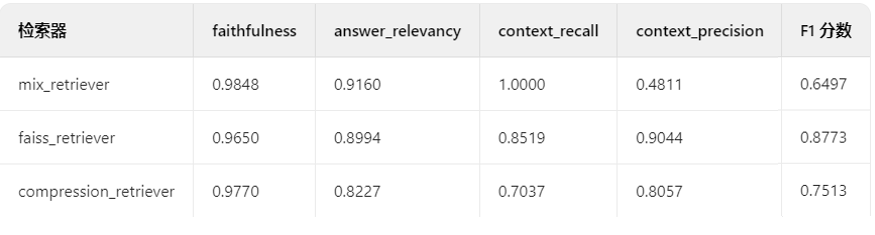 检索器 faithfulness answer_relevancy context_recall context_precision F1 分数
mix_retriever 0.9848 0.9160 1.0000 0.4811 0.6497
faiss_retriever 0.9650 0.8994 0.8519 0.9044 0.8773
compression_retriever 0.9770 0.8227 0.7037 0.8057 0.7513